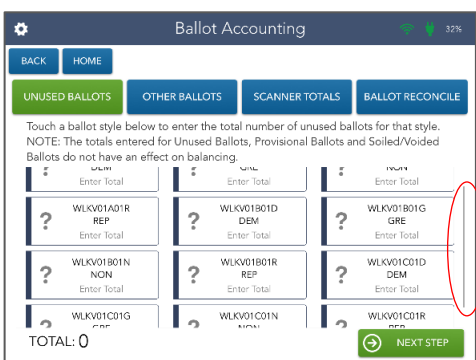 Ballot Accounting
32%
BACK HOME
UNUSED BALLOTS OTHER BALLOTS SCANNER TOTALS BALLOT RECONCILE
Touch a ballot style below to enter the total number of unused ballots for that style.
NOTE: The totals entered for Unused Ballots, Provisional Ballots and Soiled/Voided
Ballots do not have an effect on balancing.
? DEM ? GRE ? NON
Enter Total Enter Total Enter Total
WLKV01A01R WLKV01B01D WLKV01B01G
? REP ? DEM ? GRE
Enter Total Enter Total Enter Total
WLKV01B01N WLKV01B01R WLKV01C01D
? NON ? REP ? DEM
Enter Total Enter Total Enter Total
WLKV01C01G WLKV01C01N WLKV01C01R
? GRE ? NON ? REP
TOTAL: 0 NEXT STEP